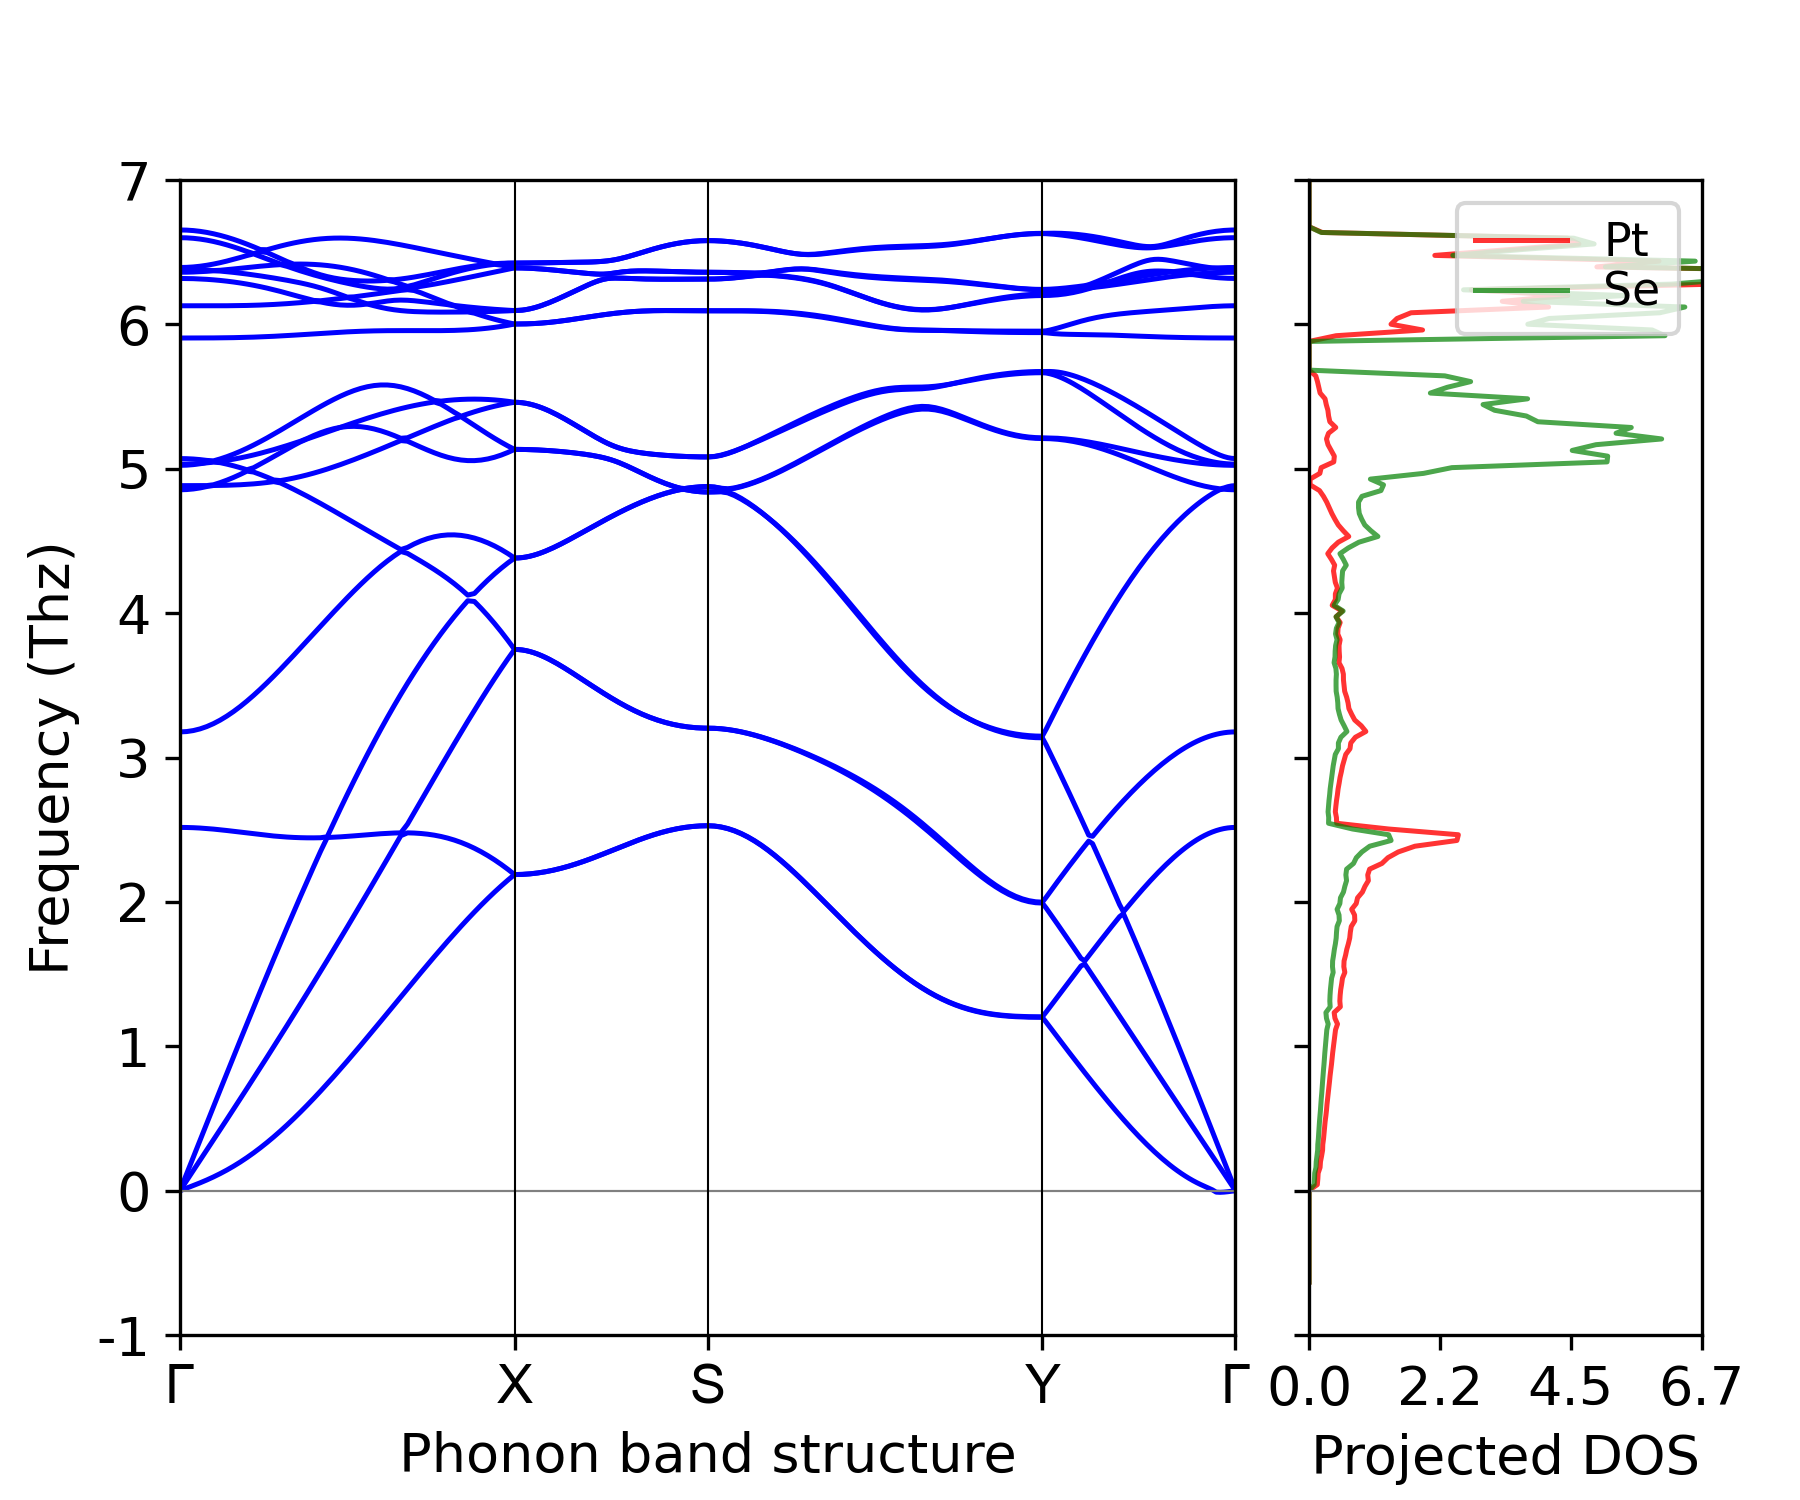 7
6
5
4
3
2
1
0
-1
Frequency (Thz)
Γ X S Y Γ
Phonon band structure
Pt
Se
0.0 2.2 4.5 6.7
Projected DOS